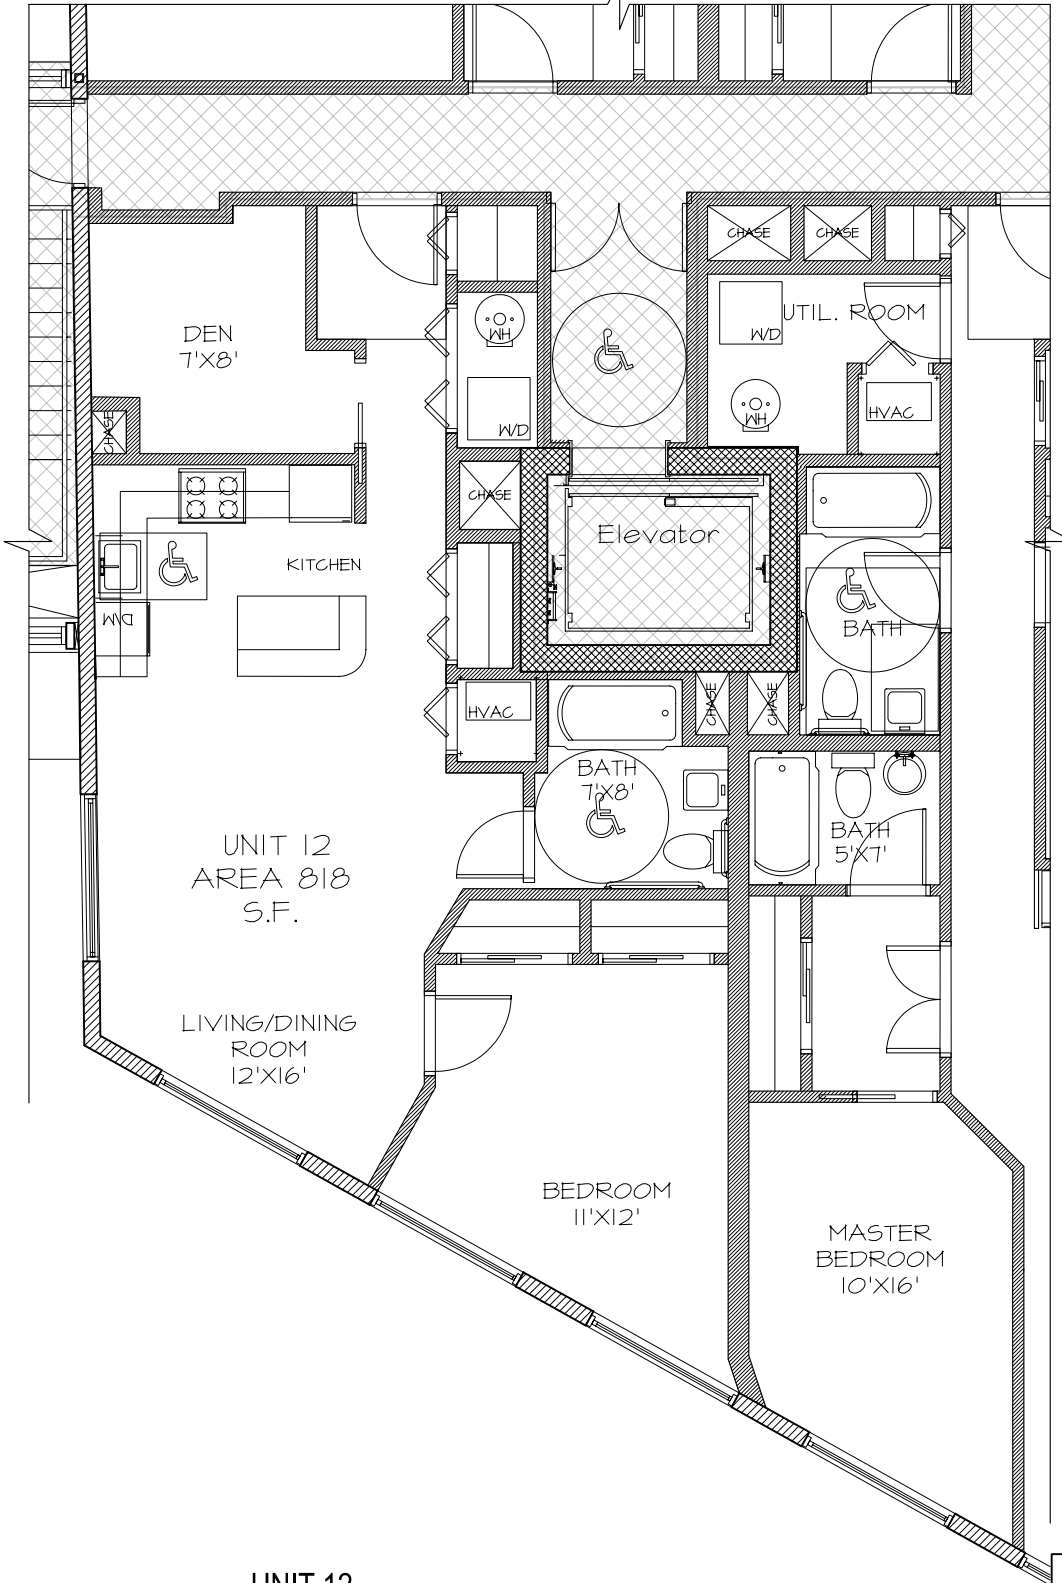 CHASE
CHASE
UTIL. ROOM
W/D
WH
HVAC
DEN
7'X8'
WH
W/D
CHASE
CHASE
Elevator
KITCHEN
D/W
BATH
HVAC
CHASE
CHASE
BATH
7'X8'
BATH
5'X7'
UNIT 12
AREA 818
S.F.
LIVING/DINING
ROOM
12'X16'
BEDROOM
11'X12'
MASTER
BEDROOM
10'X16'
UNIT 12